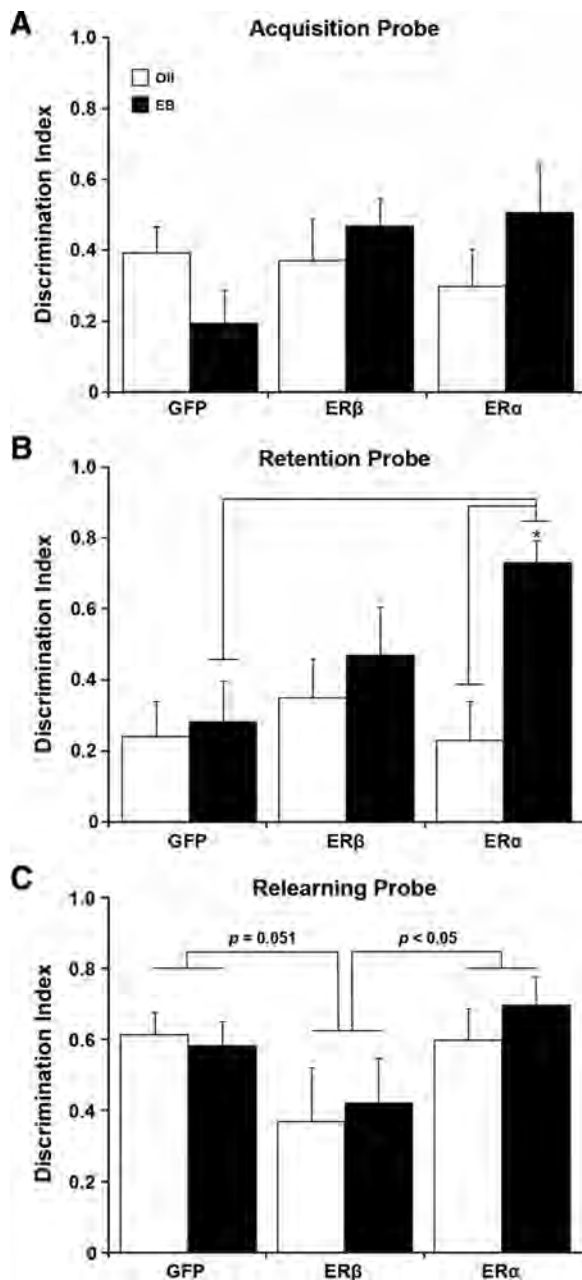 A
Acquisition Probe
1.0
0.8
0.6
0.4
0.2
0
Discrimination Index
Oil
EB
GFP ERβ ERα
B
Retention Probe
1.0
0.8
0.6
0.4
0.2
0
Discrimination Index
*
GFP ERβ ERα
C
Relearning Probe
1.0
0.8
0.6
0.4
0.2
0
Discrimination Index
p = 0.051 p < 0.05
GFP ERβ ERα